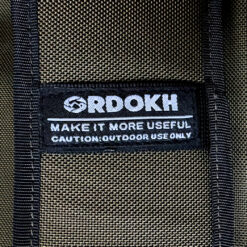 ORDOKH
MAKE IT MORE USEFUL
CAUTION:OUTDOOR USE ONLY